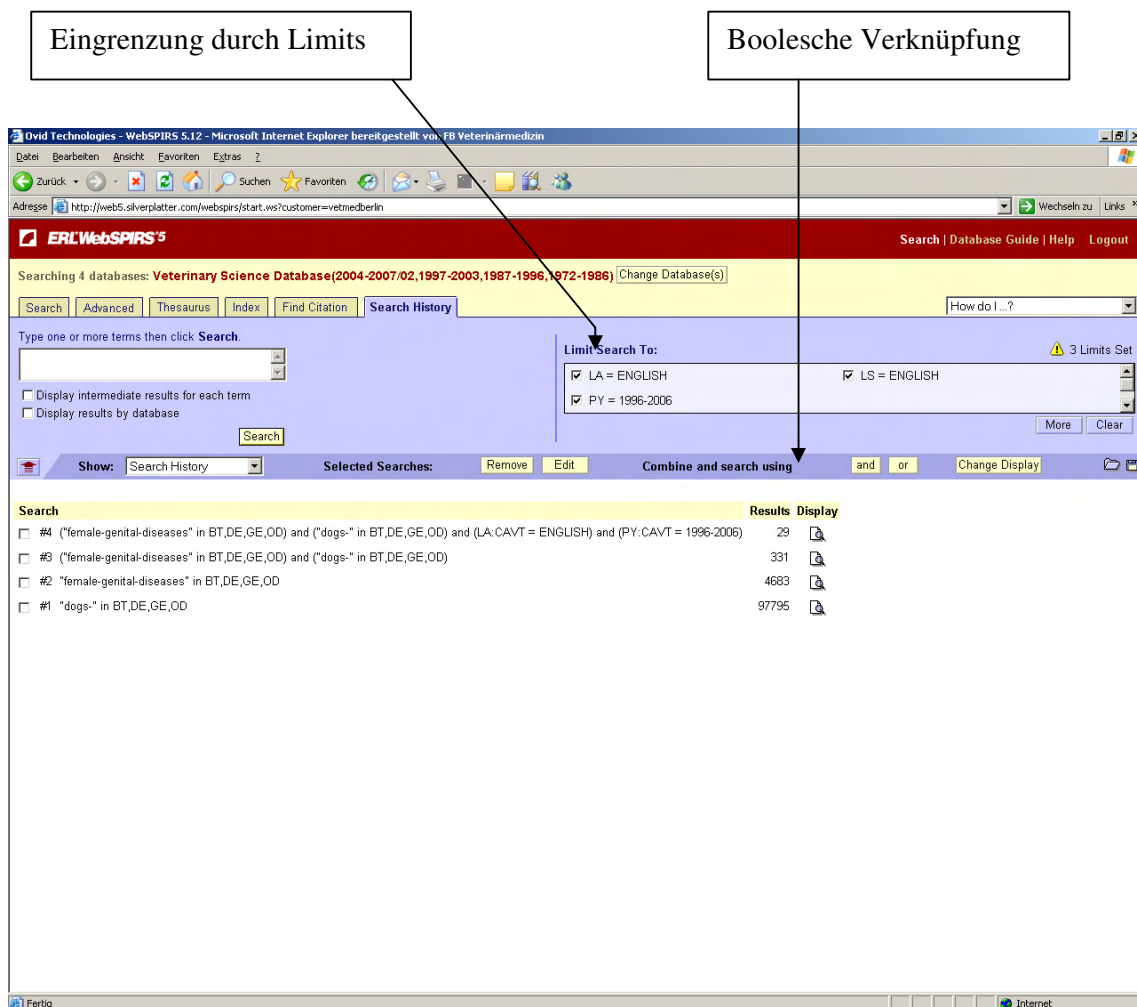 Eingrenzung durch Limits
Boolesche Verknüpfung
Ovid Technologies - WebSPIRS 5.12 - Microsoft Internet Explorer bereitgestellt von FB Veterinärmedizin
Datei Bearbeiten Ansicht Favoriten Extras ?
Zurück Suchen Favoriten
Adresse http://web5.silverplatter.com/webspirs/start.ws?customer=vetmedberlin Wechseln zu Links »
ERL WebSPIRS 5 Search | Database Guide | Help Logout
Searching 4 databases: Veterinary Science Database(2004-2007/02,1997-2003,1987-1996,1972-1986) Change Database(s)
Search Advanced Thesaurus Index Find Citation Search History How do I ...?
Type one or more terms then click Search.
Limit Search To: 3 Limits Set
LA = ENGLISH LS = ENGLISH
Display intermediate results for each term
PY = 1996-2006
Display results by database
More Clear
Search
Show: Search History Selected Searches: Remove Edit Combine and search using and or Change Display
Search Results Display
#4 ("female-genital-diseases" in BT,DE,GE,OD) and ("dogs-" in BT,DE,GE,OD) and (LA:CAVT = ENGLISH) and (PY:CAVT = 1996-2006) 29
#3 ("female-genital-diseases" in BT,DE,GE,OD) and ("dogs-" in BT,DE,GE,OD) 331
#2 "female-genital-diseases" in BT,DE,GE,OD 4683
#1 "dogs-" in BT,DE,GE,OD 97795
Fertig Internet